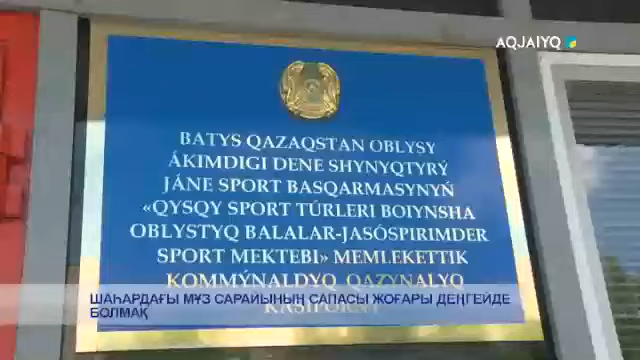 AQJAIYQ
BATYS QAZAQSTAN OBLYSY
ÁKIMDIGI DENE SHYNYQTYRÝ
JÁNE SPORT BASQARMASYNYŃ
«QYSQY SPORT TÚRLERI BOIYNSHA
OBLYSTYQ BALALAR-JASÓSPIRIMDER
SPORT MEKTEBI» MEMLEKETTIK
KOMMÝNALDYQ QAZYNALYQ
ШАҺАРДАҒЫ МҰЗ САРАЙЫНЫҢ САПАСЫ ЖОҒАРЫ ДЕҢГЕЙДЕ
БОЛМАҚ